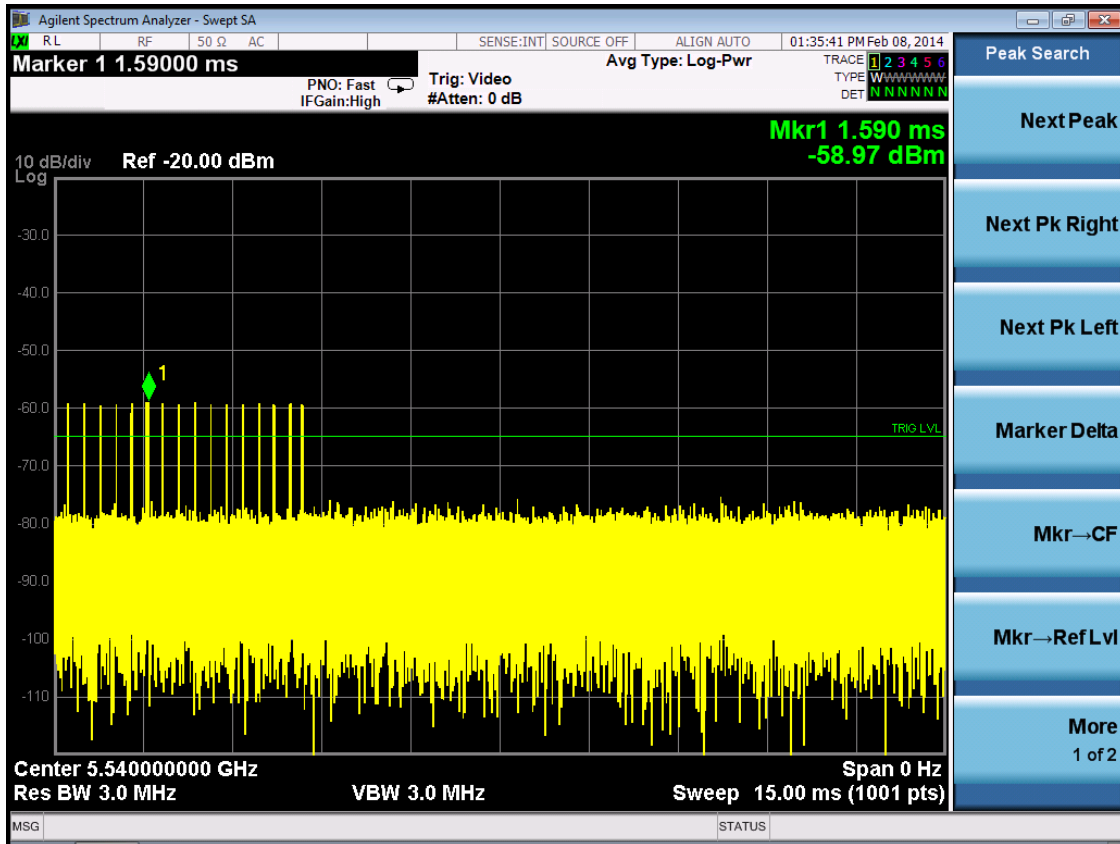 Agilent Spectrum Analyzer - Swept SA
LXI RL RF 50 Ω AC SENSE:INT SOURCE OFF ALIGN AUTO 01:35:41 PM Feb 08, 2014
Marker 1 1.59000 ms
PNO: Fast
IFGain:High
Trig: Video
#Atten: 0 dB
Avg Type: Log-Pwr
TRACE 1 2 3 4 5 6
TYPE WWWWWWW
DET N N N N N N
Mkr1 1.590 ms
-58.97 dBm
10 dB/div Ref -20.00 dBm
Log
-30.0
-40.0
-50.0
1
-60.0
TRIG LVL
-70.0
-80.0
-90.0
-100
-110
Center 5.540000000 GHz Span 0 Hz
Res BW 3.0 MHz VBW 3.0 MHz Sweep 15.00 ms (1001 pts)
MSG STATUS
Peak Search
Next Peak
Next Pk Right
Next Pk Left
Marker Delta
Mkr→CF
Mkr→Ref Lvl
More
1 of 2